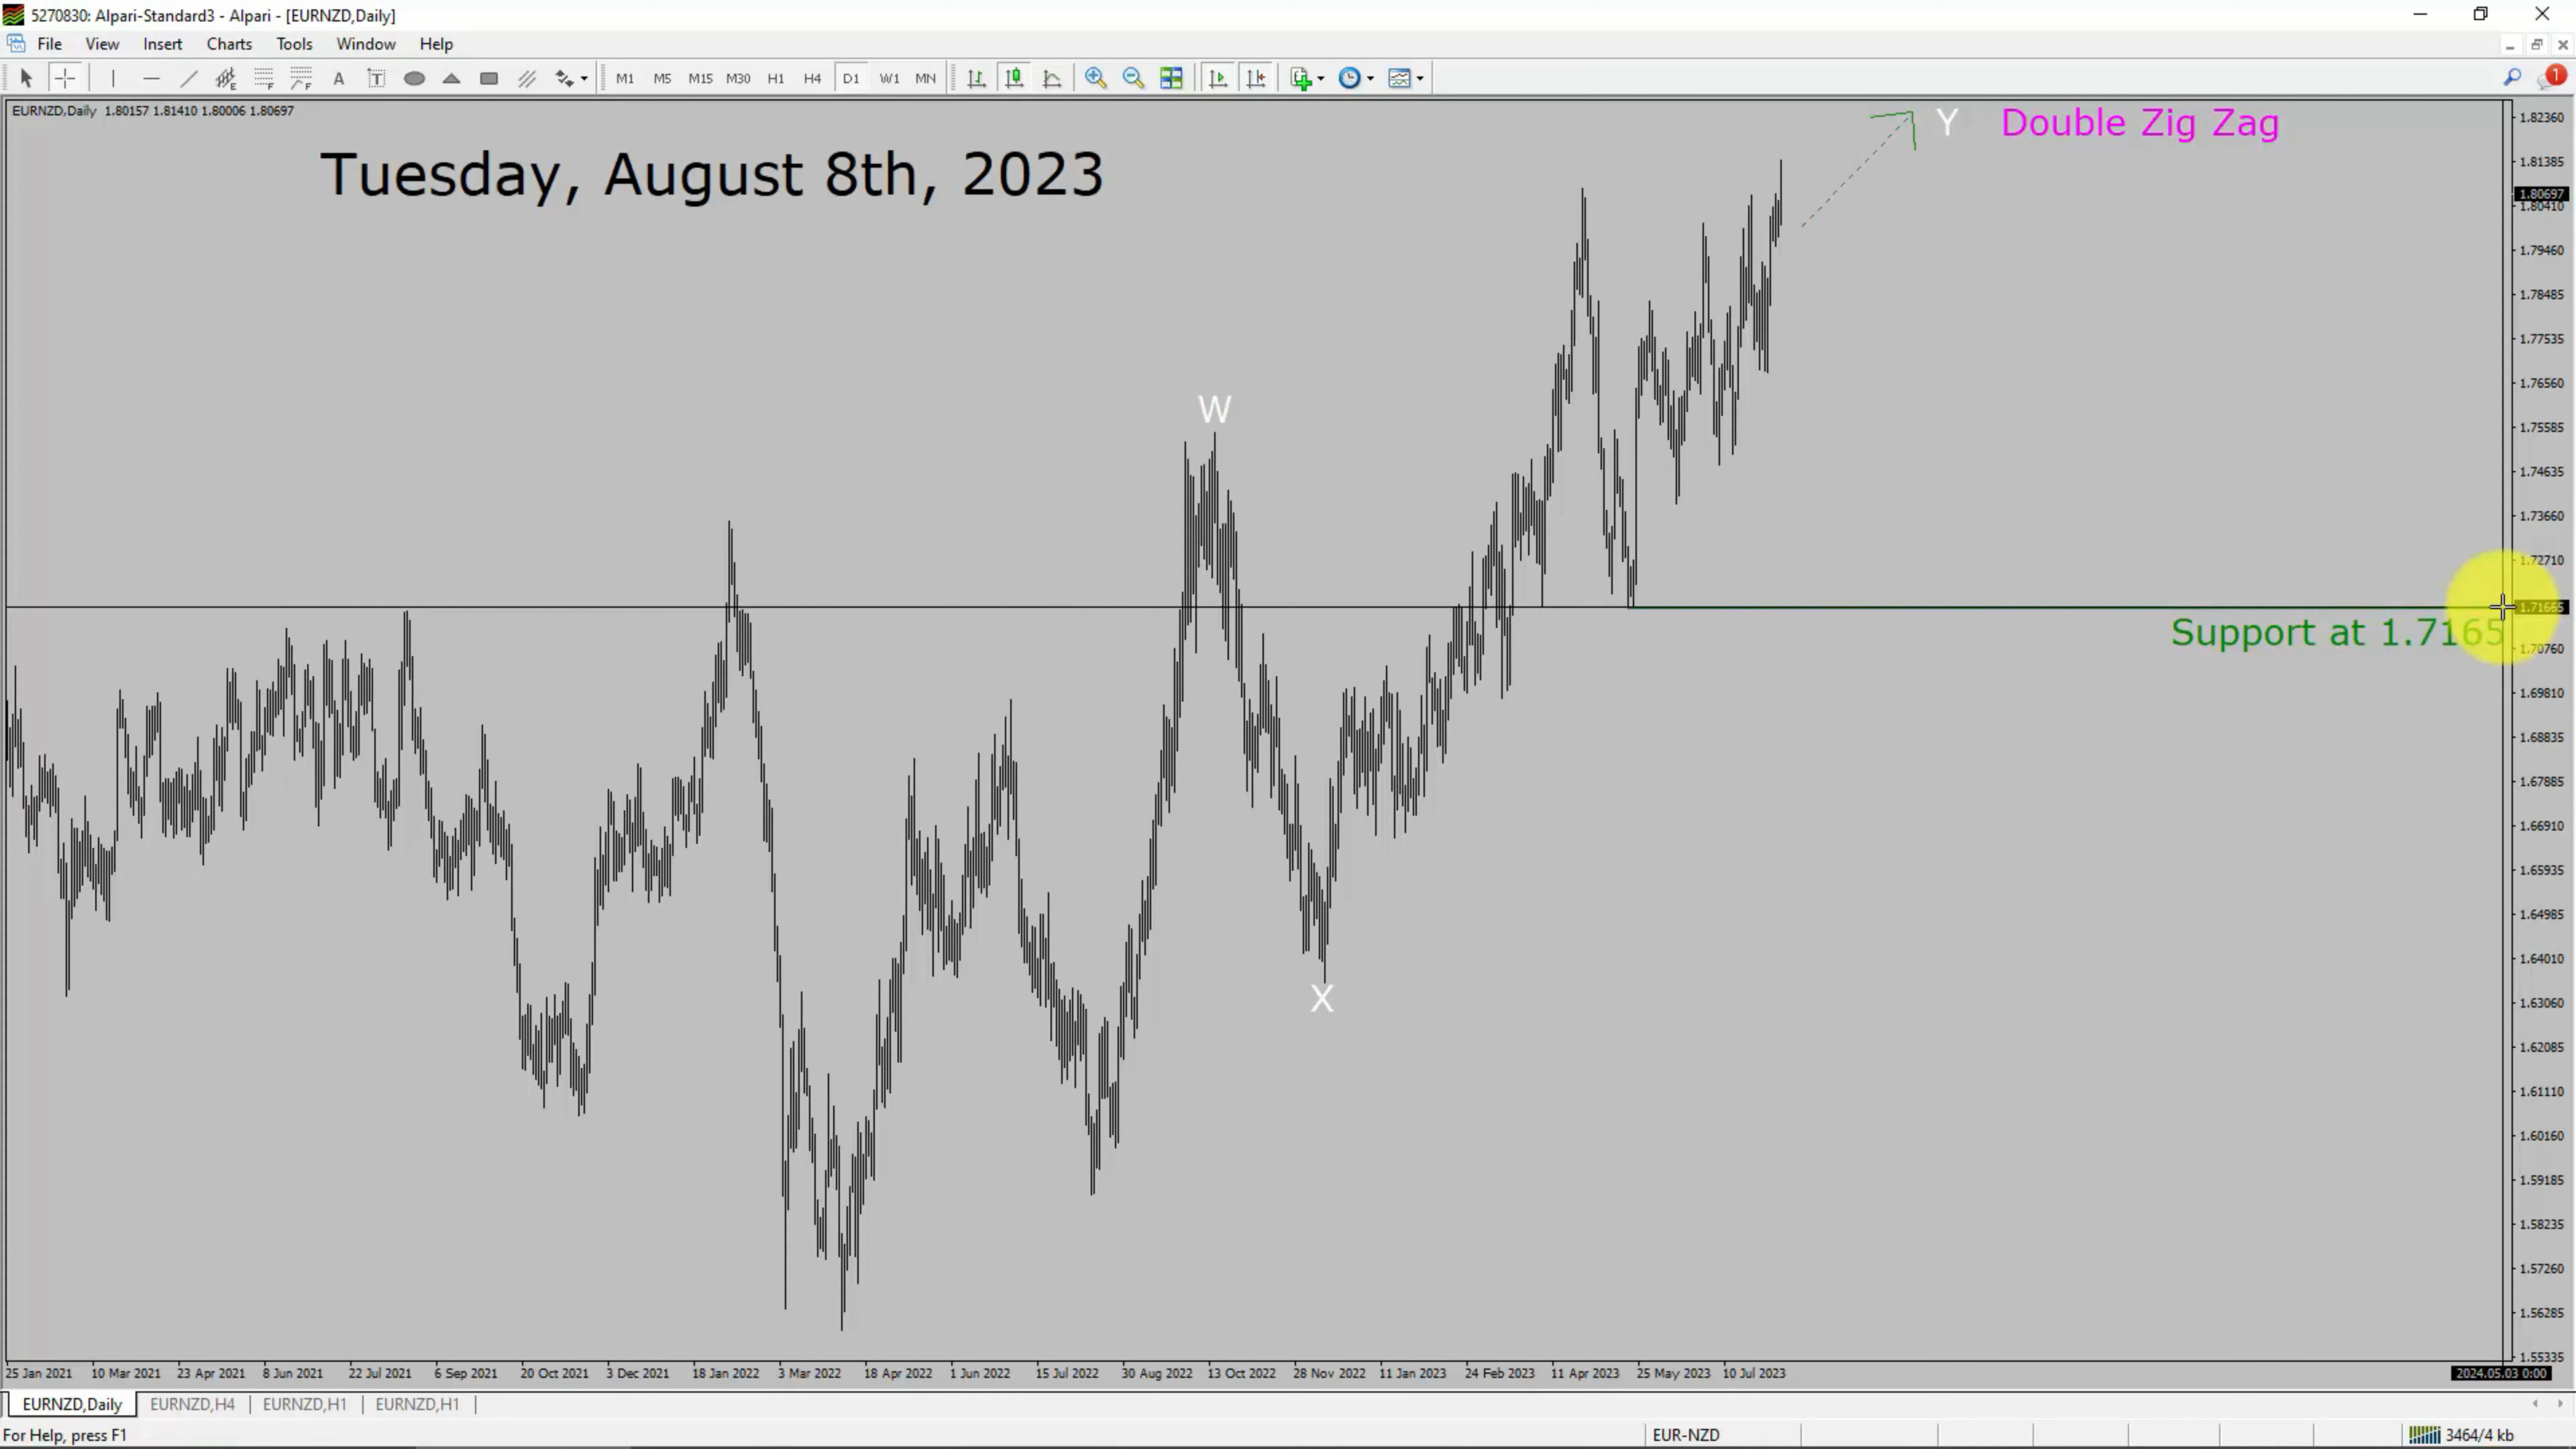 5270830: Alpari-Standard3 - Alpari - [EURNZD,Daily]
File View Insert Charts Tools Window Help
A T M1 M5 M15 M30 H1 H4 D1 W1 MN 1
EURNZD,Daily 1.80157 1.81410 1.80006 1.80697
Y Double Zig Zag
Tuesday, August 8th, 2023
W
X
Support at 1.7165
1.82360
1.81385
1.80697
1.80410
1.79460
1.78485
1.77535
1.76560
1.75585
1.74635
1.73660
1.72710
1.71665
1.70760
1.69810
1.68835
1.67885
1.66910
1.65935
1.64985
1.64010
1.63060
1.62085
1.61110
1.60160
1.59185
1.58235
1.57260
1.56285
1.55335
25 Jan 2021 10 Mar 2021 23 Apr 2021 8 Jun 2021 22 Jul 2021 6 Sep 2021 20 Oct 2021 3 Dec 2021 18 Jan 2022 3 Mar 2022 18 Apr 2022 1 Jun 2022 15 Jul 2022 30 Aug 2022 13 Oct 2022 28 Nov 2022 11 Jan 2023 24 Feb 2023 11 Apr 2023 25 May 2023 10 Jul 2023 2024.05.03 0:00
EURNZD,Daily EURNZD,H4 EURNZD,H1 EURNZD,H1
For Help, press F1 EUR-NZD 3464/4 kb